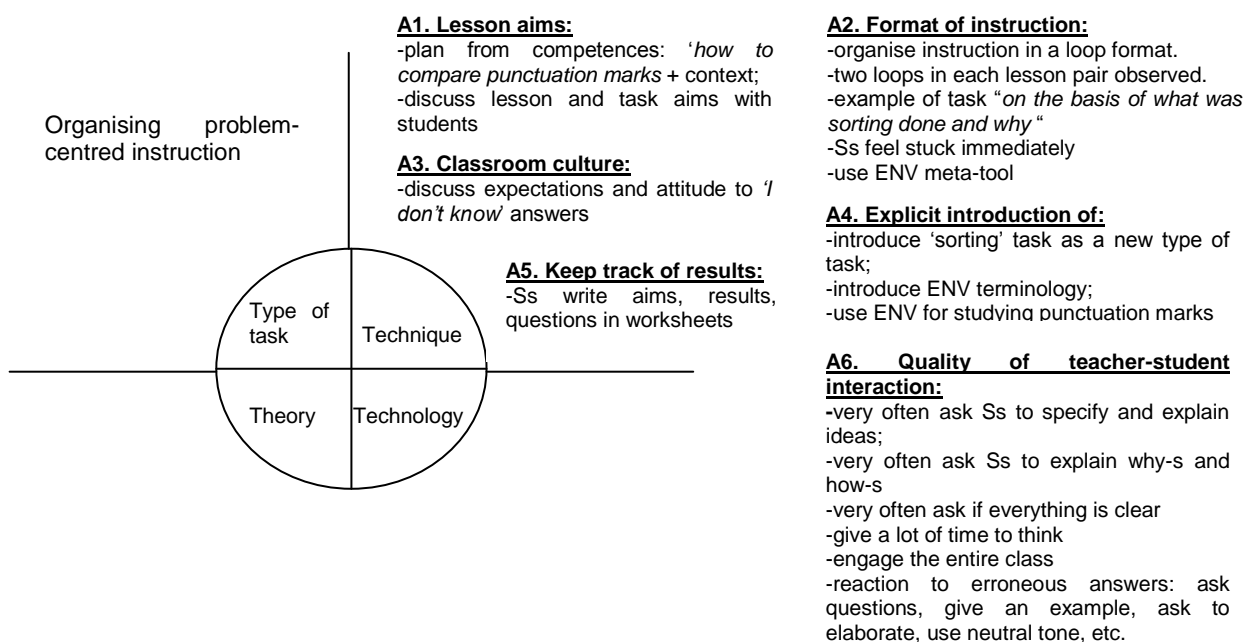 Organising problem-
centred instruction
A1. Lesson aims:
-plan from competences: ‘how to
compare punctuation marks + context;
-discuss lesson and task aims with
students
A3. Classroom culture:
-discuss expectations and attitude to ‘I
don’t know’ answers
A5. Keep track of results:
-Ss write aims, results,
questions in worksheets
Type of
task
Technique
Theory
Technology
A2. Format of instruction:
-organise instruction in a loop format.
-two loops in each lesson pair observed.
-example of task “on the basis of what was
sorting done and why “
-Ss feel stuck immediately
-use ENV meta-tool
A4. Explicit introduction of:
-introduce ‘sorting’ task as a new type of
task;
-introduce ENV terminology;
-use ENV for studying punctuation marks
A6. Quality of teacher-student
interaction:
-very often ask Ss to specify and explain
ideas;
-very often ask Ss to explain why-s and
how-s
-very often ask if everything is clear
-give a lot of time to think
-engage the entire class
-reaction to erroneous answers: ask
questions, give an example, ask to
elaborate, use neutral tone, etc.